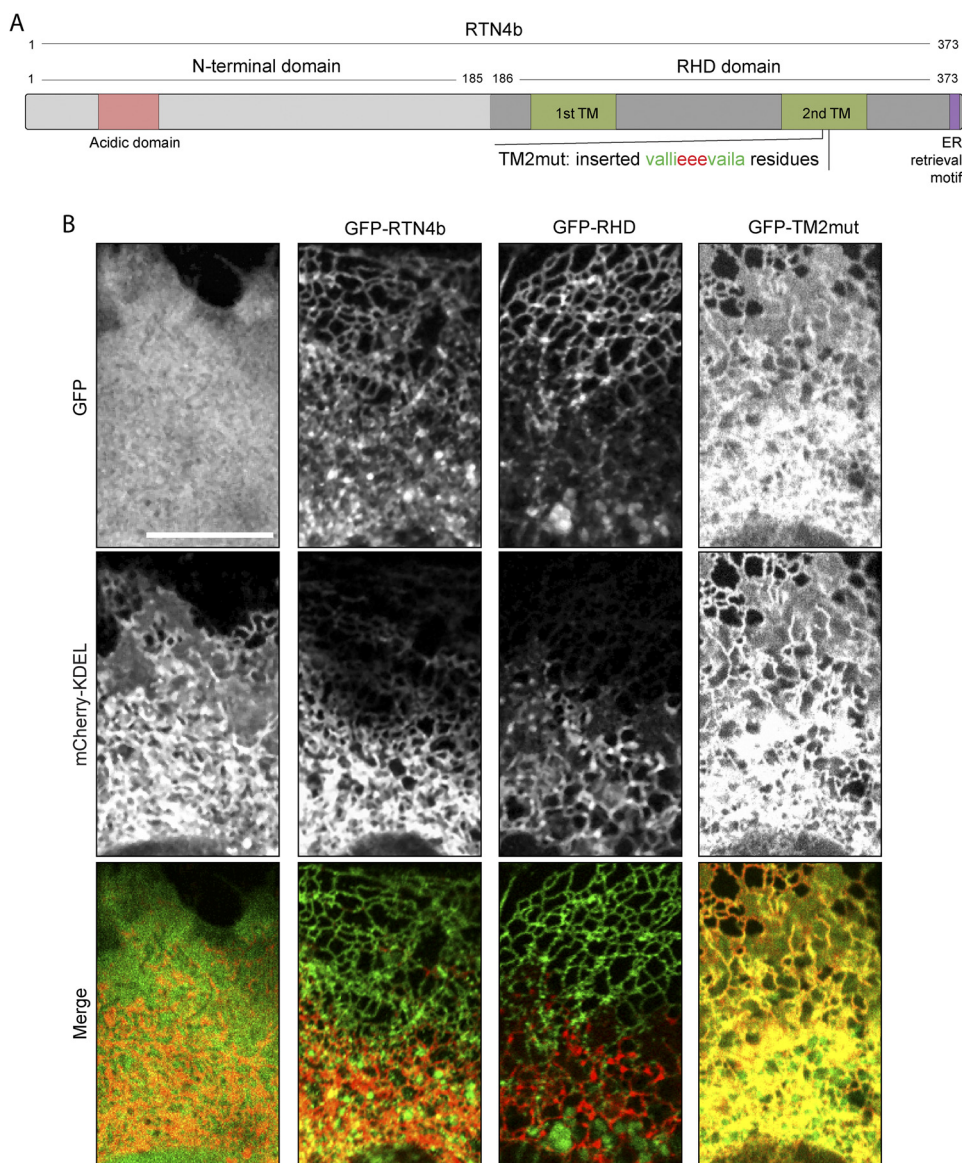 A
RTN4b
1 373
N-terminal domain RHD domain
1 185 186 373
1st TM 2nd TM
Acidic domain
TM2mut: inserted vallieeevaila residues
ER
retrieval
motif
B
GFP-RTN4b GFP-RHD GFP-TM2mut
GFP
mCherry-KDEL
Merge